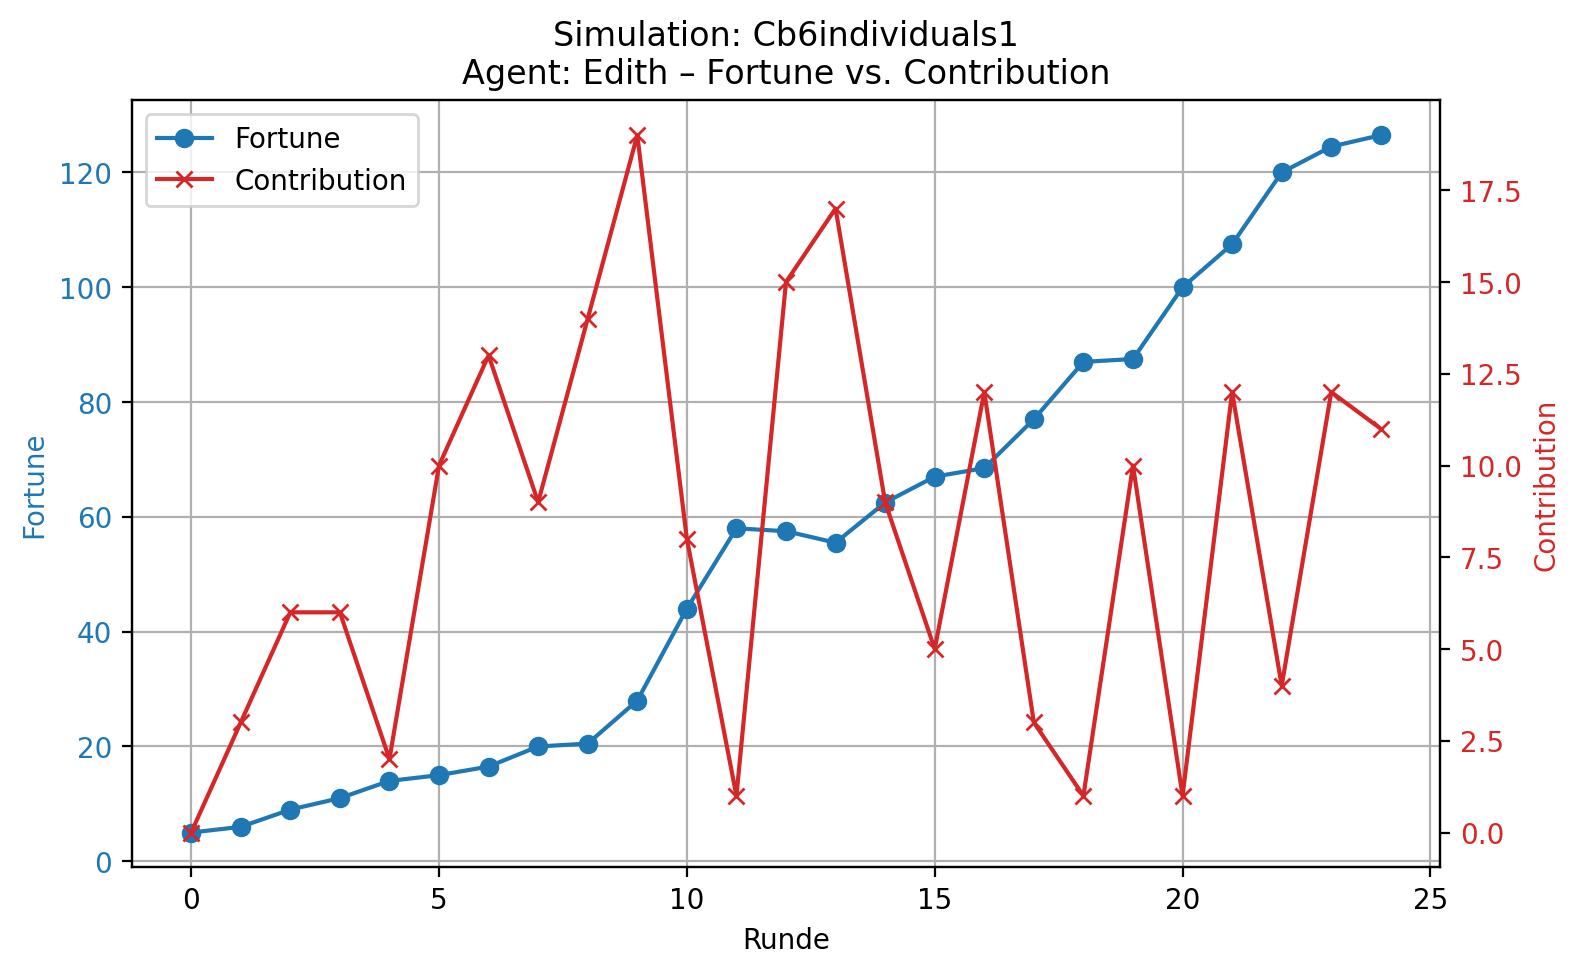 Simulation: Cb6individuals1
Agent: Edith – Fortune vs. Contribution
Fortune
Contribution
120
100
80
60
40
20
0
Fortune
17.5
15.0
12.5
10.0
7.5
5.0
2.5
0.0
Contribution
0 5 10 15 20 25
Runde